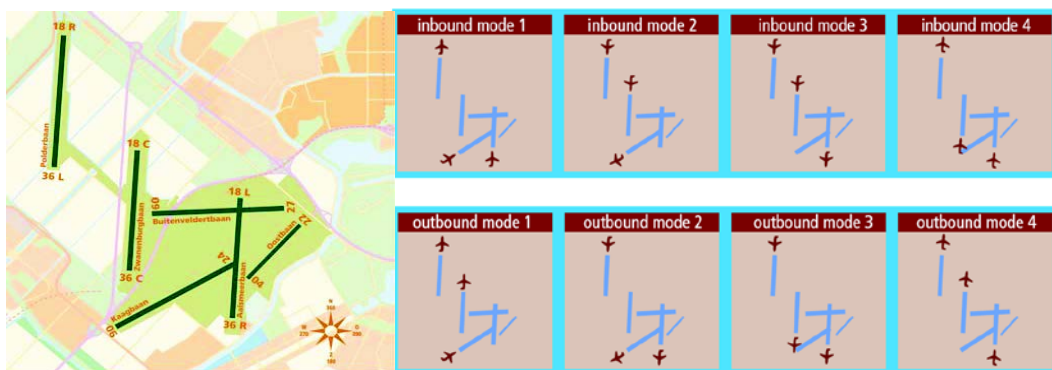 18 R
Polderbaan
36 L
18 C
Zwanenburgbaan
36 C
09
Buitenveldertbaan
27
18 L
Aalsmeerbaan
36 R
22
Oostbaan
04
24
Kaagbaan
06
N
W
270
O
Z
180
inbound mode 1
inbound mode 2
inbound mode 3
inbound mode 4
outbound mode 1
outbound mode 2
outbound mode 3
outbound mode 4